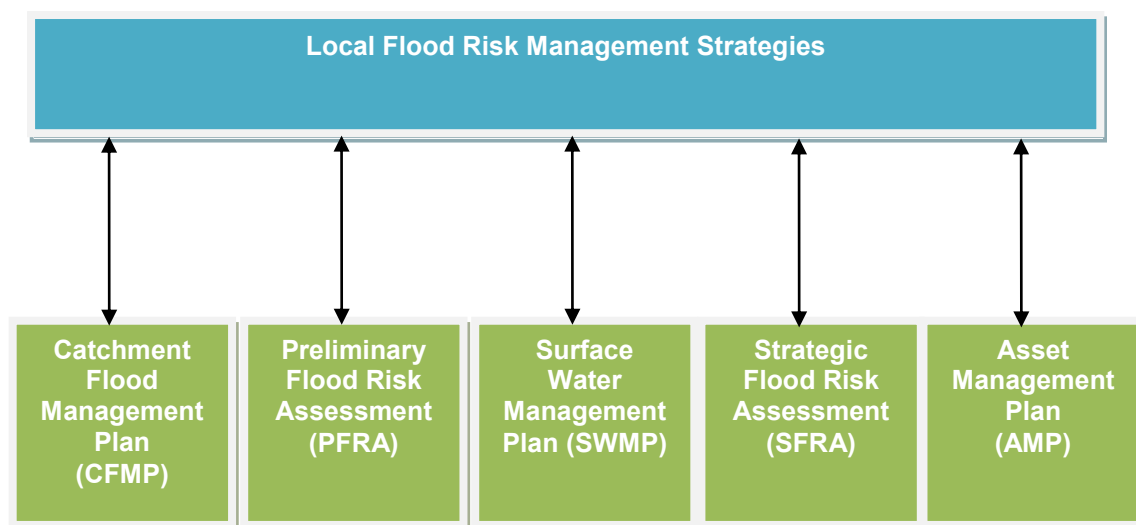 Local Flood Risk Management Strategies
Catchment
Flood
Management
Plan
(CFMP)
Preliminary
Flood Risk
Assessment
(PFRA)
Surface
Water
Management
Plan (SWMP)
Strategic
Flood Risk
Assessment
(SFRA)
Asset
Management
Plan
(AMP)